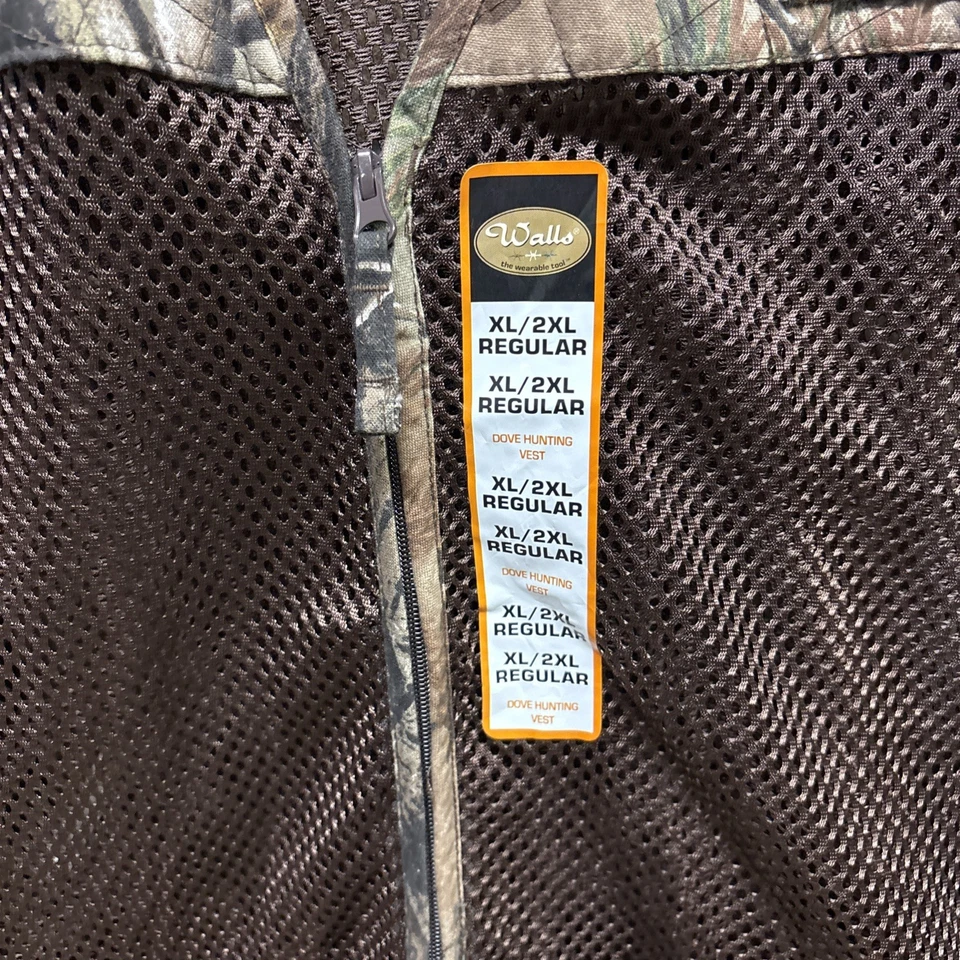 Walls®
the wearable tool™
XL/2XL
REGULAR
XL/2XL
REGULAR
DOVE HUNTING
VEST
XL/2XL
REGULAR
XL/2XL
REGULAR
DOVE HUNTING
VEST
XL/2XL
REGULAR
XL/2XL
REGULAR
DOVE HUNTING
VEST